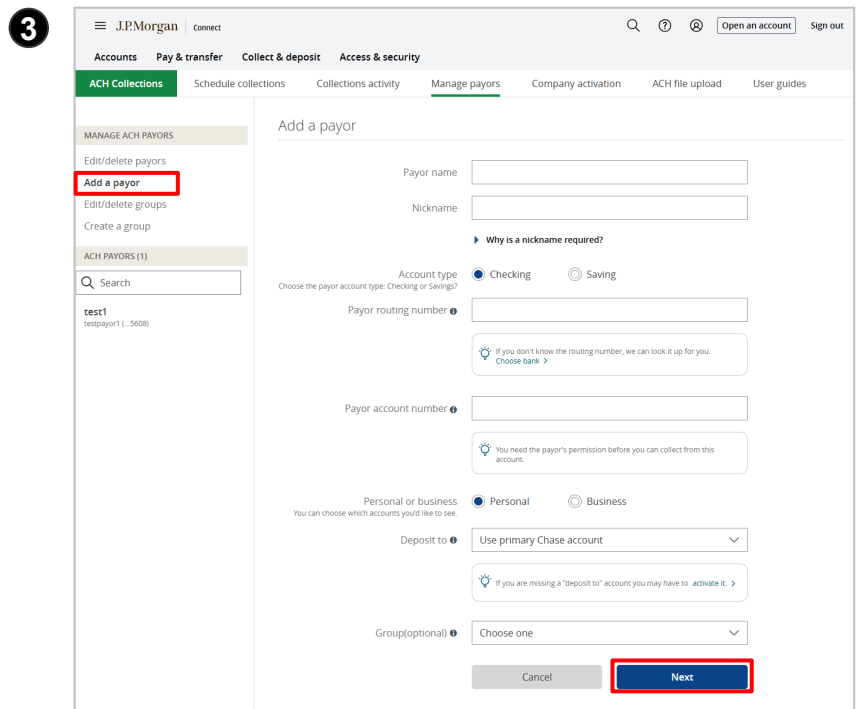 3
J.P.Morgan Connect Open an account Sign out
Accounts Pay & transfer Collect & deposit Access & security
ACH Collections Schedule collections Collections activity Manage payors Company activation ACH file upload User guides
MANAGE ACH PAYORS
Edit/delete payors
Add a payor
Edit/delete groups
Create a group
ACH PAYORS (1)
Search
test1
testpayor1 (...5608)
Add a payor
Payor name
Nickname
Why is a nickname required?
Account type Checking Saving
Choose the payor account type: Checking or Savings?
Payor routing number
If you don't know the routing number, we can look it up for you.
Choose bank >
Payor account number
You need the payor's permission before you can collect from this
account.
Personal or business Personal Business
You can choose which accounts you'd like to see.
Deposit to Use primary Chase account
If you are missing a "deposit to" account you may have to activate it. >
Group(optional) Choose one
Cancel Next